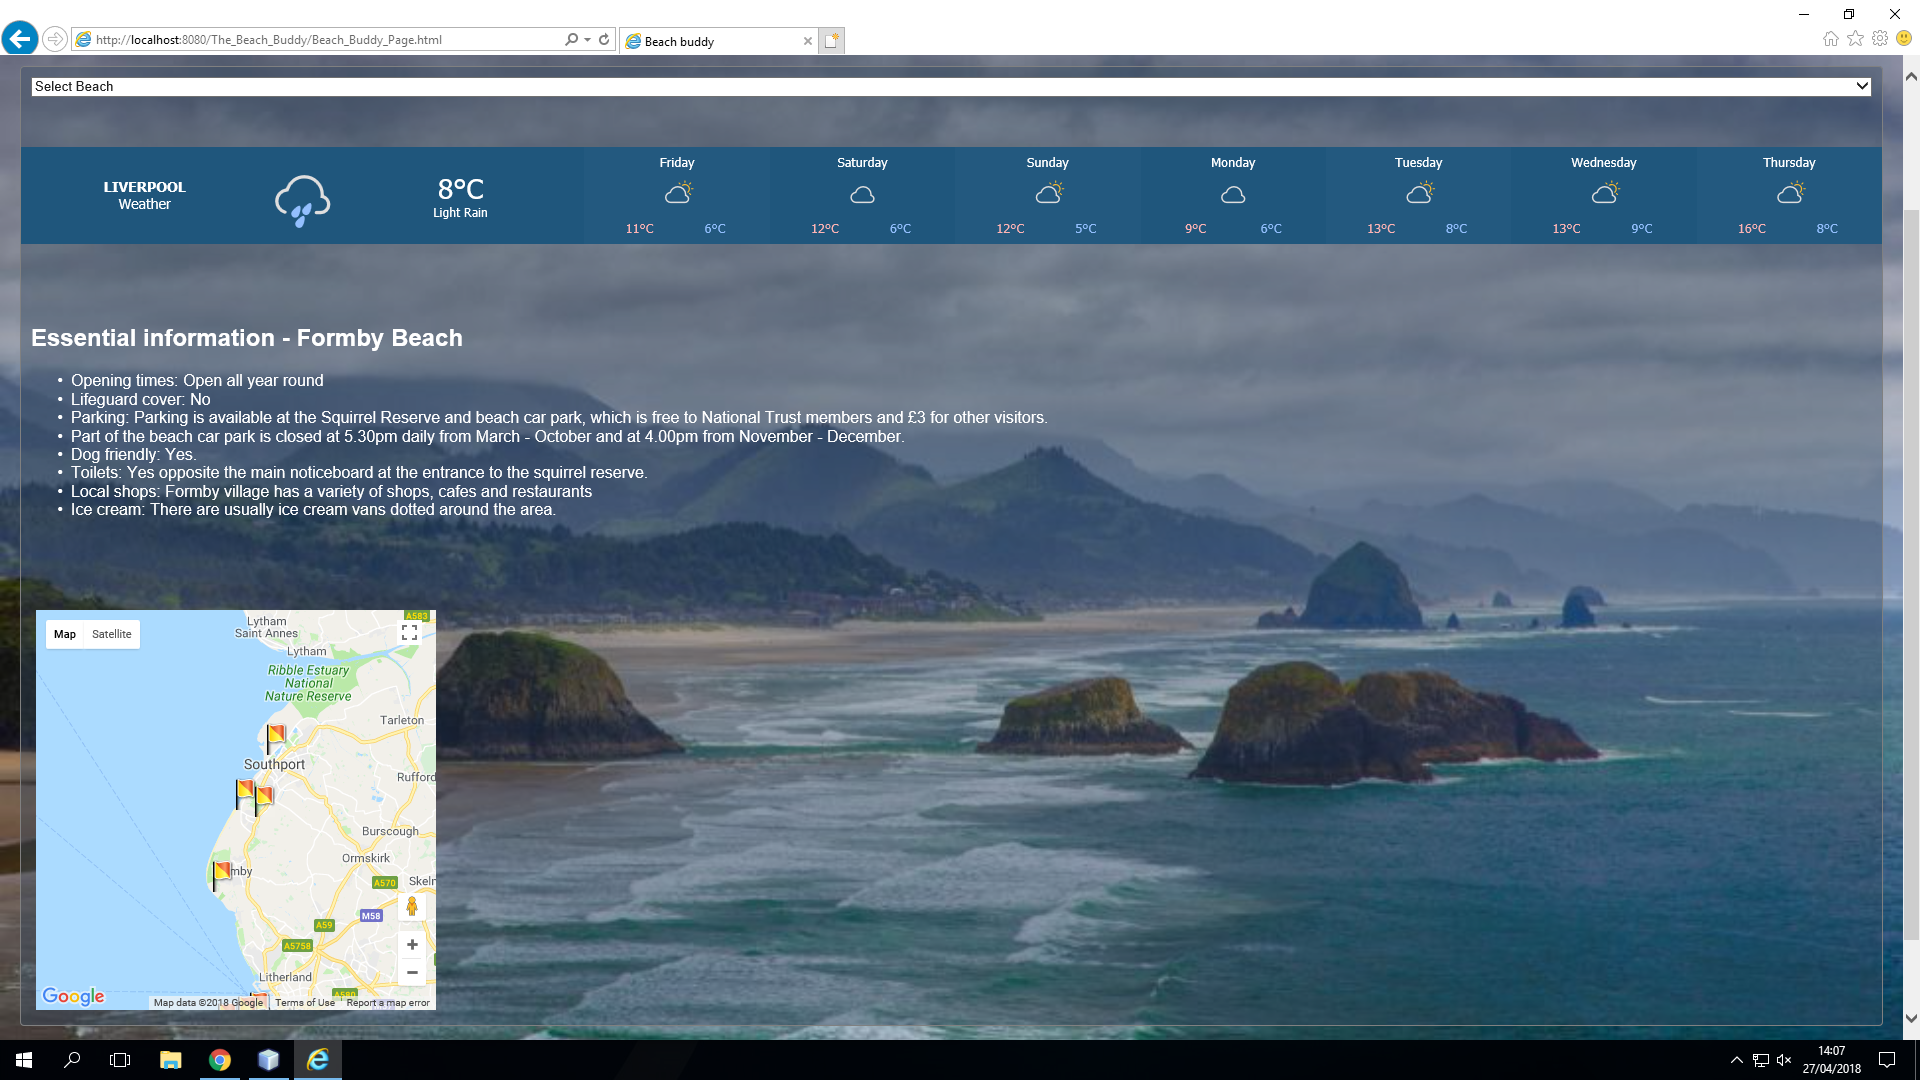 http://localhost:8080/The_Beach_Buddy/Beach_Buddy_Page.html
Beach buddy
Select Beach
LIVERPOOL
Weather
8°C
Light Rain
Friday
11°C 6°C
Saturday
12°C 6°C
Sunday
12°C 5°C
Monday
9°C 6°C
Tuesday
13°C 8°C
Wednesday
13°C 9°C
Thursday
16°C 8°C
Essential information - Formby Beach
• Opening times: Open all year round
• Lifeguard cover: No
• Parking: Parking is available at the Squirrel Reserve and beach car park, which is free to National Trust members and £3 for other visitors.
• Part of the beach car park is closed at 5.30pm daily from March - October and at 4.00pm from November - December.
• Dog friendly: Yes.
• Toilets: Yes opposite the main noticeboard at the entrance to the squirrel reserve.
• Local shops: Formby village has a variety of shops, cafes and restaurants
• Ice cream: There are usually ice cream vans dotted around the area.
Map Satellite
A583
Lytham
Saint Annes
Lytham
Ribble Estuary
National
Nature Reserve
Tarleton
Southport
Rufford
Burscough
Ormskirk
mby
A570
Skeln
M58
A59
A5758
Litherland
A580
Google
Map data ©2018 Google
Terms of Use
Report a map error
14:07
27/04/2018